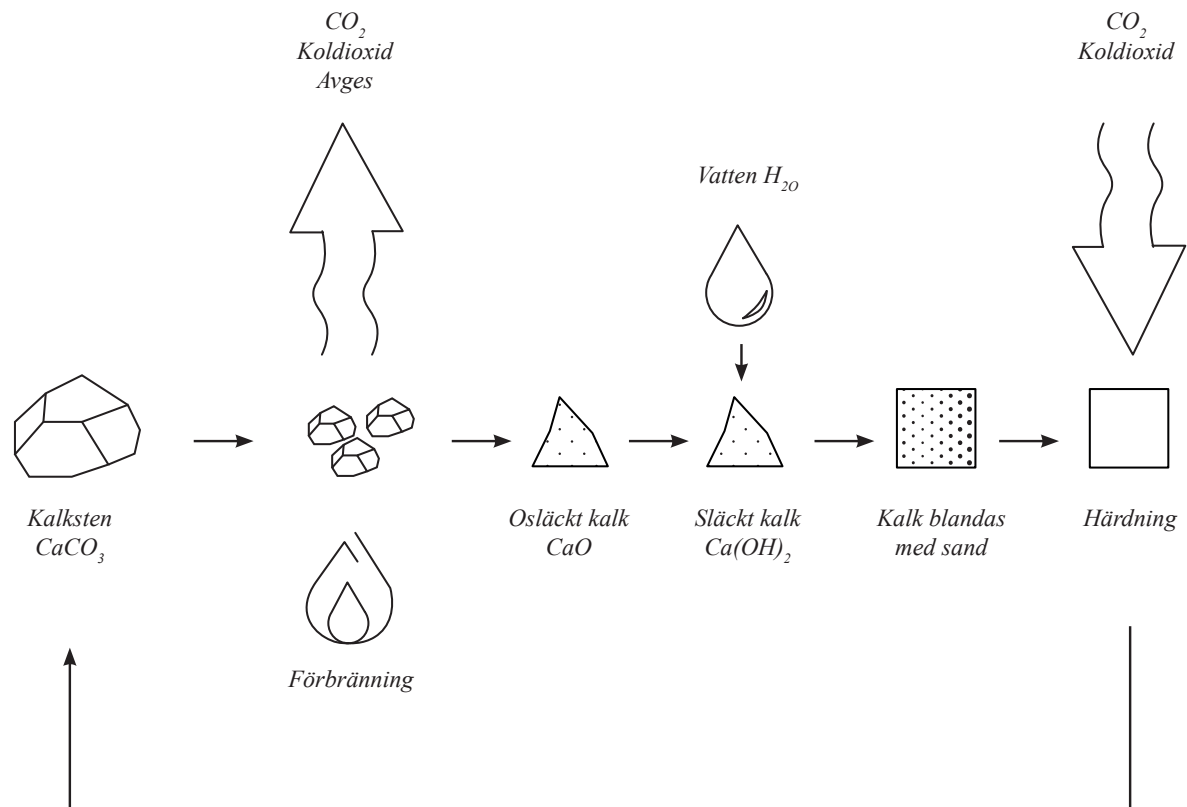 CO₂
Koldioxid
Avges
CO₂
Koldioxid
Vatten H₂O
Kalksten
CaCO₃
Osläckt kalk
CaO
Släckt kalk
Ca(OH)₂
Kalk blandas
med sand
Härdning
Förbränning